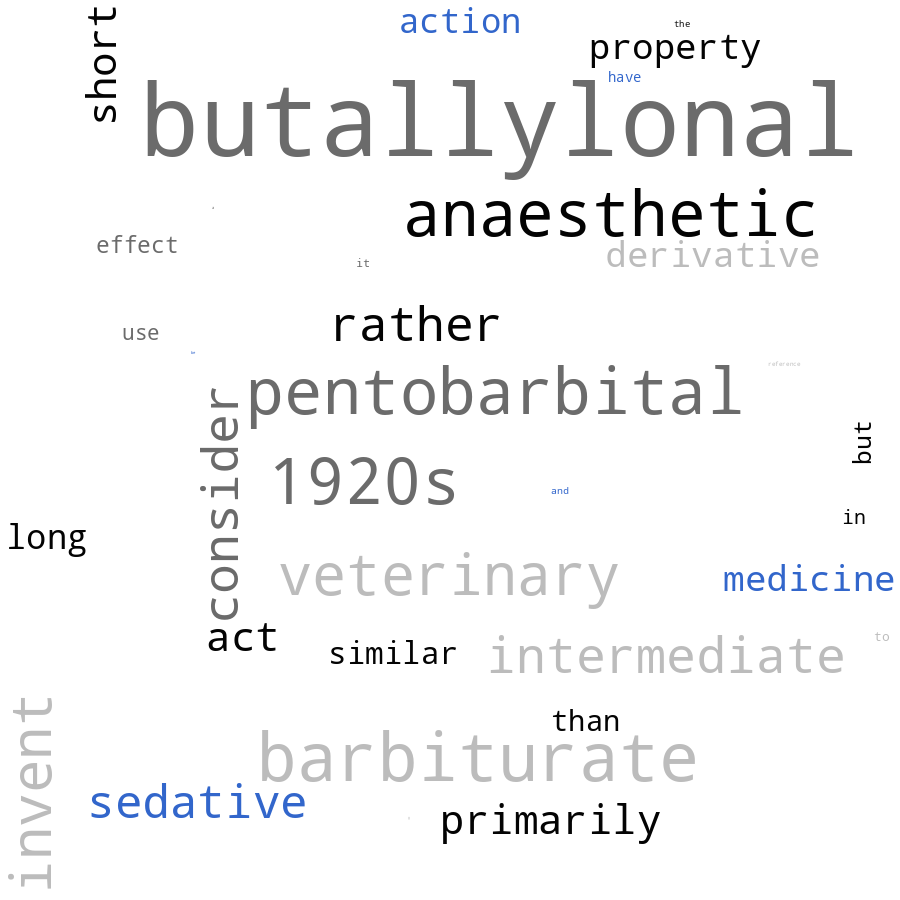 short
action
the
property
have
butallylonal
anaesthetic
effect
derivative
it
rather
use
reference
pentobarbital
consider
but
1920s
and
in
long
veterinary
medicine
act
similar
intermediate
to
invent
than
barbiturate
sedative
primarily